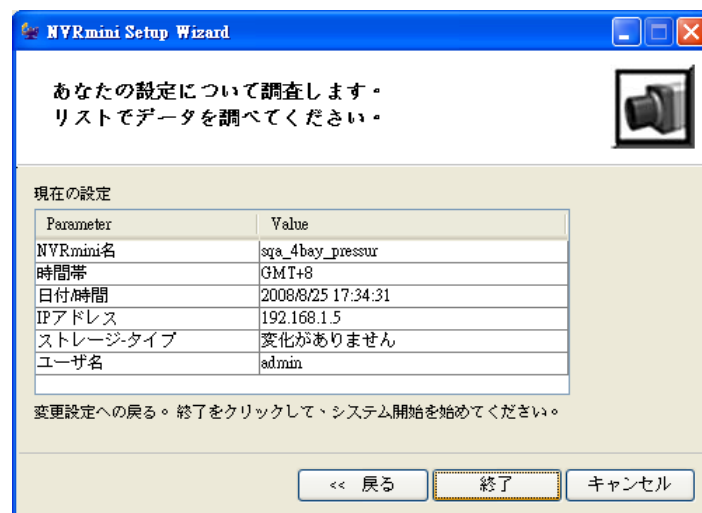 NVRmini Setup Wizard
あなたの設定について調査します。
リストでデータを調べてください。
現在の設定
Parameter Value
NVRmini名 sqa_4bay_pressur
時間帯 GMT+8
日付/時間 2008/8/25 17:34:31
IPアドレス 192.168.1.5
ストレージ-タイプ 変化がありません
ユーザ名 admin
変更設定への戻る。終了をクリックして、システム開始を始めてください。
<< 戻る 終了 キャンセル